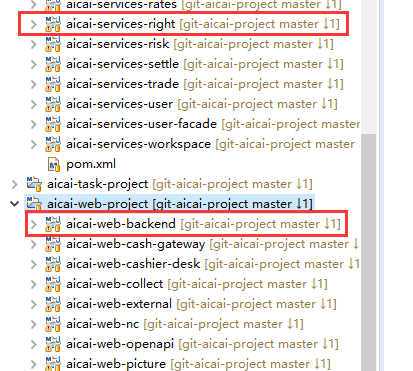 aicai-services-rates [git-aicai-project master ↓1]
aicai-services-right [git-aicai-project master ↓1]
aicai-services-risk [git-aicai-project master ↓1]
aicai-services-settle [git-aicai-project master ↓1]
aicai-services-trade [git-aicai-project master ↓1]
aicai-services-user [git-aicai-project master ↓1]
aicai-services-user-facade [git-aicai-project master ↓1]
aicai-services-workspace [git-aicai-project master ↓1]
pom.xml
aicai-task-project [git-aicai-project master ↓1]
aicai-web-project [git-aicai-project master ↓1]
aicai-web-backend [git-aicai-project master ↓1]
aicai-web-cash-gateway [git-aicai-project master ↓1]
aicai-web-cashier-desk [git-aicai-project master ↓1]
aicai-web-collect [git-aicai-project master ↓1]
aicai-web-external [git-aicai-project master ↓1]
aicai-web-nc [git-aicai-project master ↓1]
aicai-web-openapi [git-aicai-project master ↓1]
aicai-web-picture [git-aicai-project master ↓1]